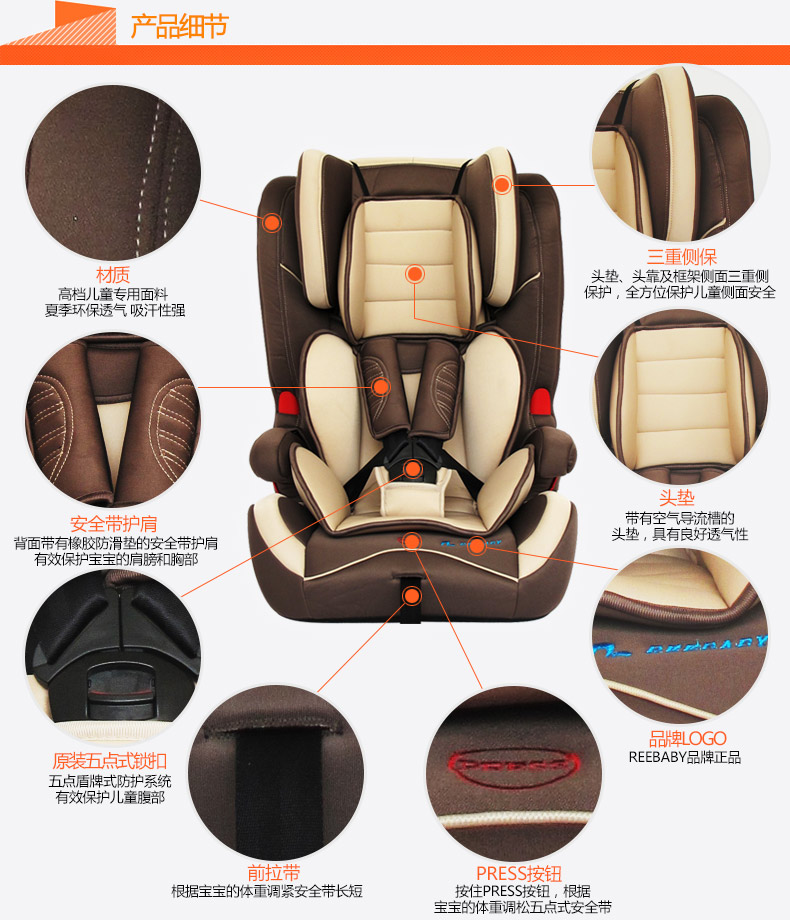 产品细节
材质
高档儿童专用面料
夏季环保透气 吸汗性强
三重侧保
头垫、头靠及框架侧面三重侧
保护，全方位保护儿童侧面安全
安全带护肩
背面带有橡胶防滑垫的安全带护肩
有效保护宝宝的肩膀和胸部
头垫
带有空气导流槽的
头垫，具有良好透气性
原装五点式锁扣
五点盾牌式防护系统
有效保护儿童腹部
REEBABY
品牌LOGO
REEBABY品牌正品
前拉带
根据宝宝的体重调紧安全带长短
PRESS
PRESS按钮
按住PRESS按钮，根据
宝宝的体重调松五点式安全带